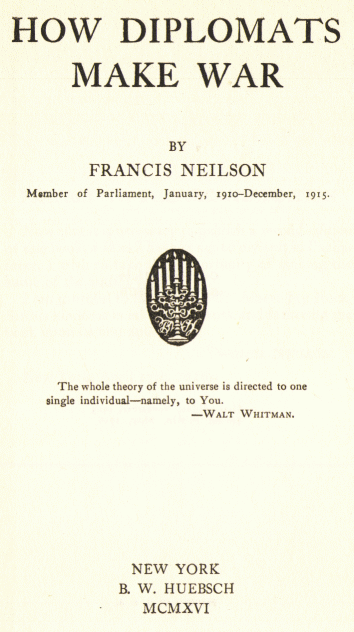 HOW DIPLOMATS
MAKE WAR
BY
FRANCIS NEILSON
Member of Parliament, January, 1910–December, 1915.
B H
The whole theory of the universe is directed to one
single individual—namely, to You.
—WALT WHITMAN.
NEW YORK
B. W. HUEBSCH
MCMXVI